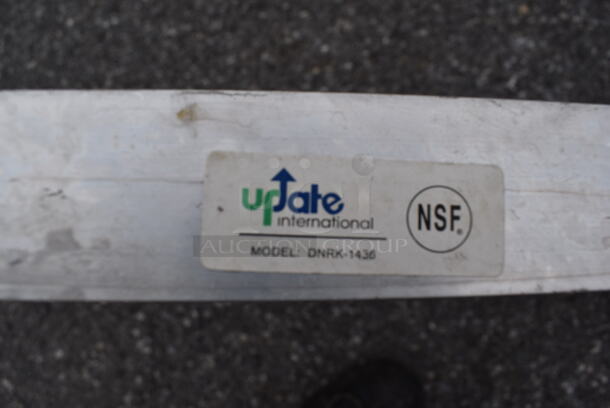 update
international
NSF®
MODEL: DNRK-1436
AUCTION GROUP